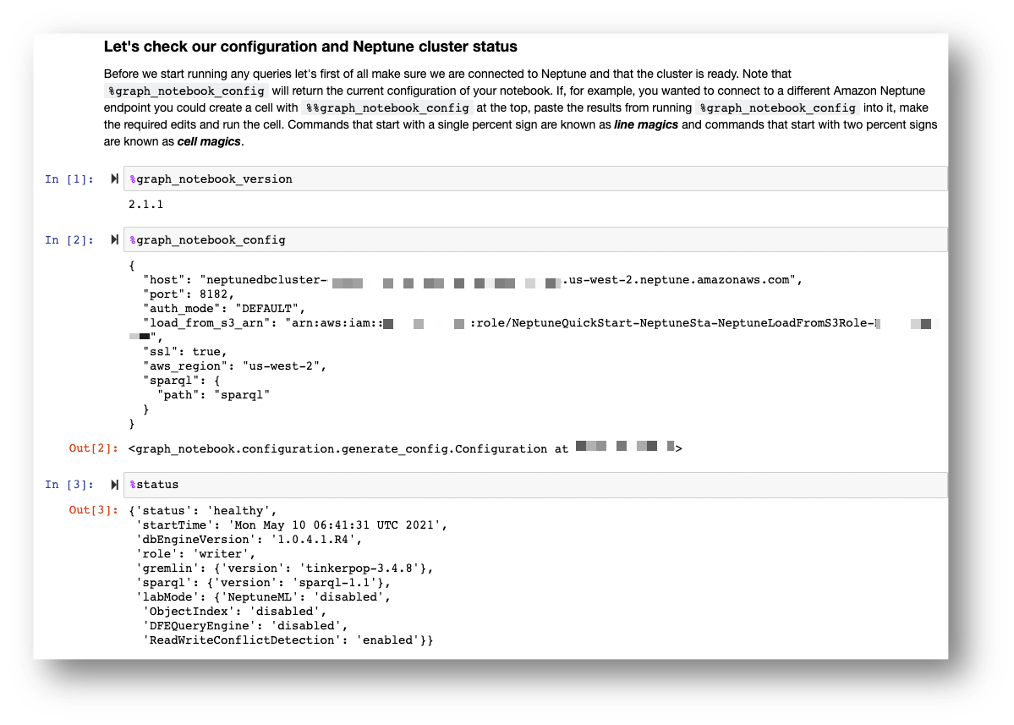 Let's check our configuration and Neptune cluster status
Before we start running any queries let's first of all make sure we are connected to Neptune and that the cluster is ready. Note that
%graph_notebook_config will return the current configuration of your notebook. If, for example, you wanted to connect to a different Amazon Neptune
endpoint you could create a cell with %%graph_notebook_config at the top, paste the results from running %graph_notebook_config into it, make
the required edits and run the cell. Commands that start with a single percent sign are known as line magics and commands that start with two percent signs
are known as cell magics.
In [1]: %graph_notebook_version
2.1.1
In [2]: %graph_notebook_config
{
"host": "neptunedbcluster- .us-west-2.neptune.amazonaws.com",
"port": 8182,
"auth_mode": "DEFAULT",
"load_from_s3_arn": "arn:aws:iam:: :role/NeptuneQuickStart-NeptuneSta-NeptuneLoadFromS3Role-
",
"ssl": true,
"aws_region": "us-west-2",
"sparql": {
"path": "sparql"
}
}
Out[2]: <graph_notebook.configuration.generate_config.Configuration at >
In [3]: %status
Out[3]: {'status': 'healthy',
'startTime': 'Mon May 10 06:41:31 UTC 2021',
'dbEngineVersion': '1.0.4.1.R4',
'role': 'writer',
'gremlin': {'version': 'tinkerpop-3.4.8'},
'sparql': {'version': 'sparql-1.1'},
'labMode': {'NeptuneML': 'disabled',
'ObjectIndex': 'disabled',
'DFEQueryEngine': 'disabled',
'ReadWriteConflictDetection': 'enabled'}}